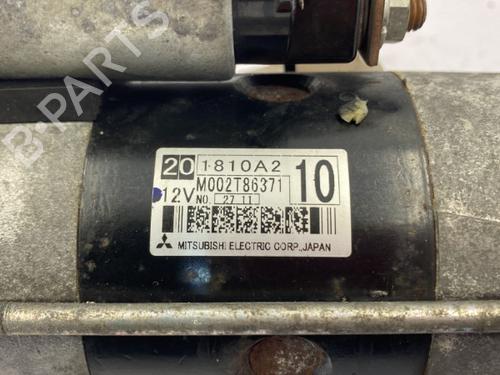 B-PARTS
20 1810A2
M002T86371 10
12V NO. 27 11
MITSUBISHI ELECTRIC CORP.,JAPAN